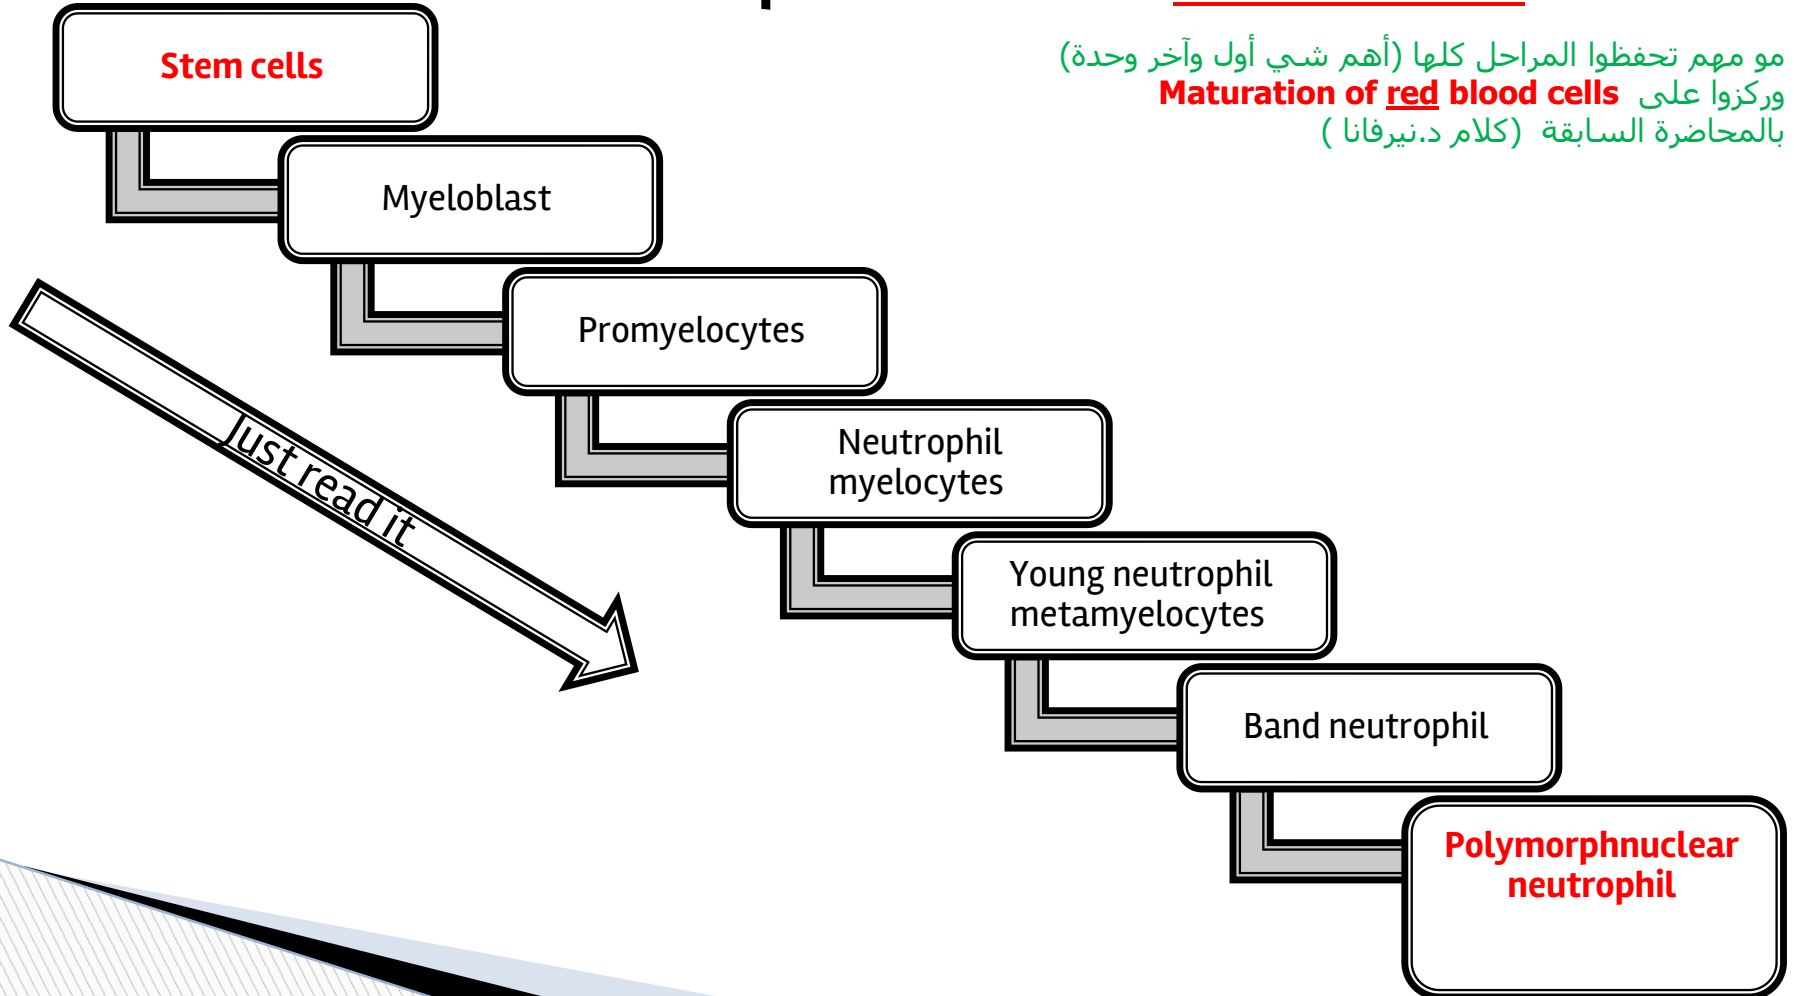 مو مهم تحفظوا المراحل كلها (أهم شي أول وآخر وحدة)
وركزوا على Maturation of red blood cells
بالمحاضرة السابقة (كلام د.نيرفانا )
Stem cells
Myeloblast
Promyelocytes
Neutrophil
myelocytes
Young neutrophil
metamyelocytes
Band neutrophil
Polymorphnuclear
neutrophil
Just read it